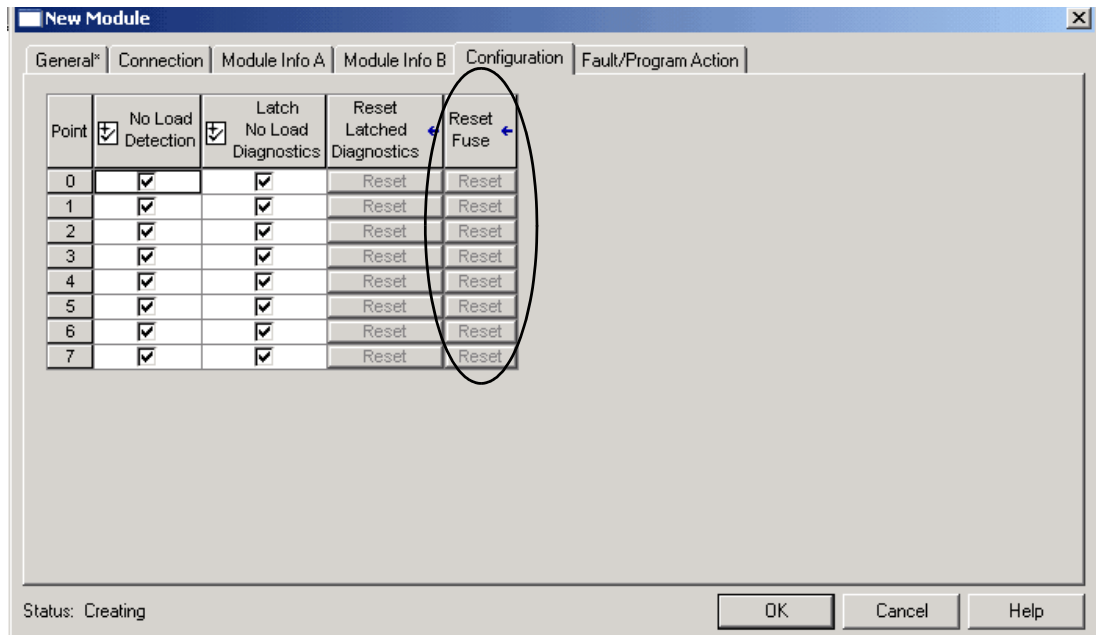 New Module
General* Connection Module Info A Module Info B Configuration Fault/Program Action
Point No Load Detection Latch No Load Diagnostics Reset Latched Diagnostics Reset Fuse
0 Reset Reset
1 Reset Reset
2 Reset Reset
3 Reset Reset
4 Reset Reset
5 Reset Reset
6 Reset Reset
7 Reset Reset
Status: Creating OK Cancel Help